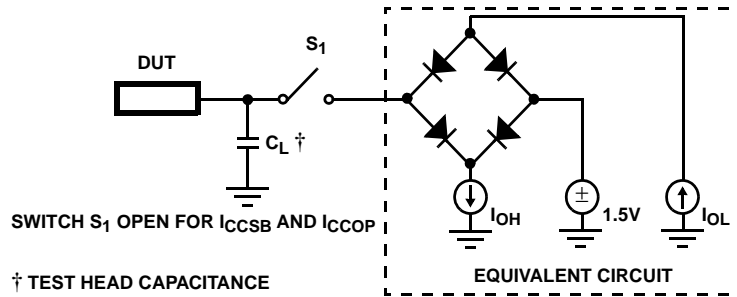 S1
DUT
CL †
IOH
±
1.5V
IOL
SWITCH S1 OPEN FOR ICCSB AND ICCOP
† TEST HEAD CAPACITANCE
EQUIVALENT CIRCUIT